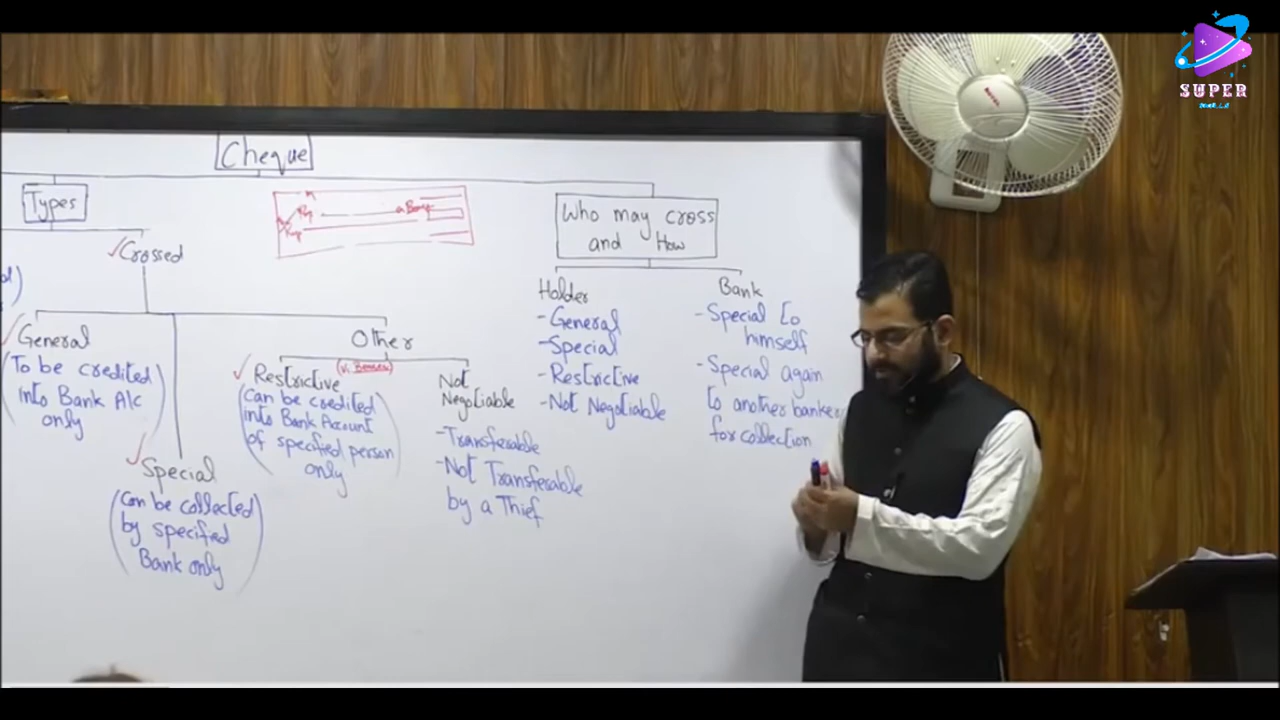 SUPER
Cheque
Types
Who may cross
and How
Crossed
General
(To be credited
into Bank A/c
only)
Special
(Can be collected
by specified
Bank only)
Other
Restrictive
(Can be credited
into Bank Account
of specified person
only)
Not
Negotiable
-Transferable
-Not Transferable
by a Thief
Holder
-General
-Special
-Restrictive
-Not Negotiable
Bank
-Special to
himself
-Special again
to another banker
for collection